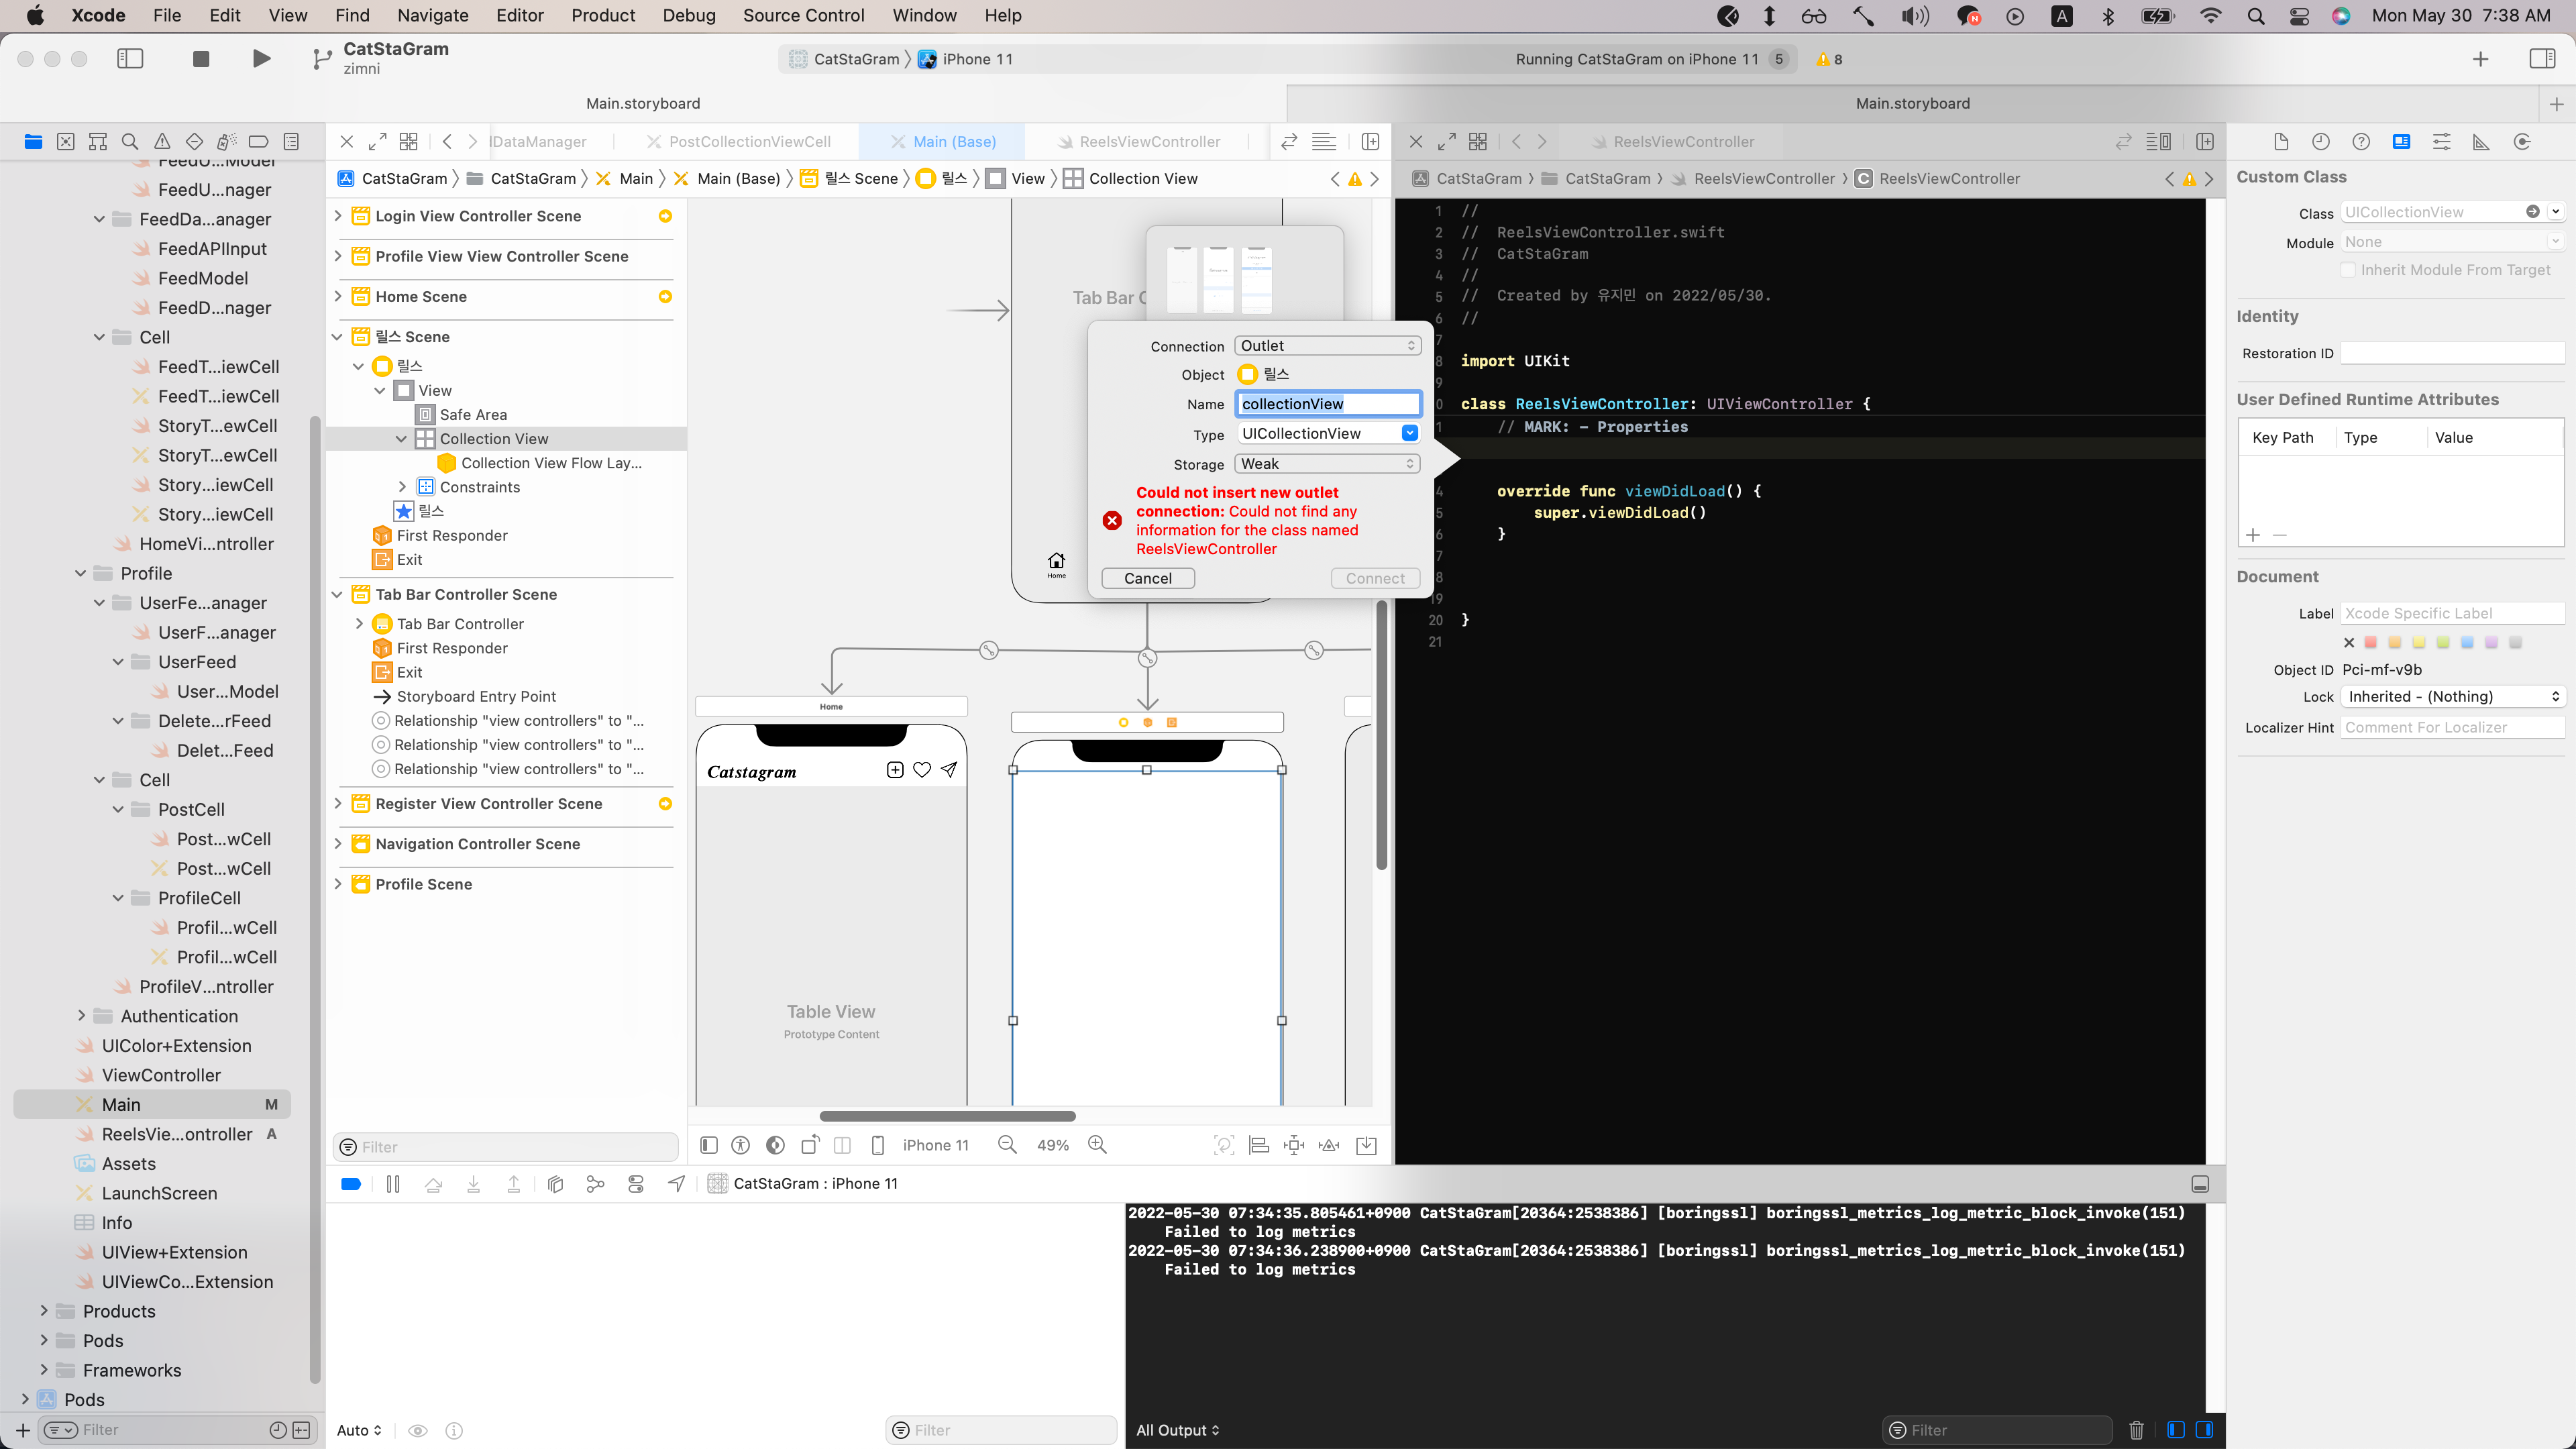 Xcode File Edit View Find Navigate Editor Product Debug Source Control Window Help
A
Mon May 30 7:38 AM
CatStaGram
zimni
CatStaGram
iPhone 11
Running CatStaGram on iPhone 11
5
8
Main.storyboard
Main.storyboard
FeedU...Model
FeedU...nager
FeedDa...anager
FeedAPIInput
FeedModel
FeedD...nager
Cell
FeedT...iewCell
FeedT...iewCell
StoryT...ewCell
StoryT...ewCell
Story...iewCell
Story...iewCell
HomeVi...ntroller
Profile
UserFe...anager
UserF...anager
UserFeed
User...Model
Delete...rFeed
Delet...Feed
Cell
PostCell
Post...wCell
Post...wCell
ProfileCell
Profil...wCell
Profil...wCell
ProfileV...ntroller
Authentication
UIColor+Extension
ViewController
Main M
ReelsVie...ontroller A
Assets
LaunchScreen
Info
UIView+Extension
UIViewCo...Extension
Products
Pods
Frameworks
Pods
Filter
IDataManager
PostCollectionViewCell
Main (Base)
ReelsViewController
CatStaGram
CatStaGram
Main
Main (Base)
릴스 Scene
릴스
View
Collection View
Login View Controller Scene
Profile View View Controller Scene
Home Scene
릴스 Scene
릴스
View
Safe Area
Collection View
Collection View Flow Lay...
Constraints
릴스
First Responder
Exit
Tab Bar Controller Scene
Tab Bar Controller
First Responder
Exit
Storyboard Entry Point
Relationship "view controllers" to "...
Relationship "view controllers" to "...
Relationship "view controllers" to "...
Register View Controller Scene
Navigation Controller Scene
Profile Scene
Filter
Tab Bar C
Home
Connection Outlet
Object 릴스
Name collectionView
Type UICollectionView
Storage Weak
Could not insert new outlet
connection: Could not find any
information for the class named
ReelsViewController
Cancel
Connect
Home
Catstagram
Table View
Prototype Content
iPhone 11
49%
ReelsViewController
CatStaGram
CatStaGram
ReelsViewController
C ReelsViewController
1 //
2 //  ReelsViewController.swift
3 //  CatStaGram
4 //
5 //  Created by 유지민 on 2022/05/30.
6 //
7
8 import UIKit
9
0 class ReelsViewController: UIViewController {
1 // MARK: - Properties
4 override func viewDidLoad() {
5 super.viewDidLoad()
6 }
7
8
19
20 }
21
Custom Class
Class UICollectionView
Module None
Inherit Module From Target
Identity
Restoration ID
User Defined Runtime Attributes
Key Path Type Value
Document
Label Xcode Specific Label
Object ID Pci-mf-v9b
Lock Inherited - (Nothing)
Localizer Hint Comment For Localizer
CatStaGram : iPhone 11
2022-05-30 07:34:35.805461+0900 CatStaGram[20364:2538386] [boringssl] boringssl_metrics_log_metric_block_invoke(151)
Failed to log metrics
2022-05-30 07:34:36.238900+0900 CatStaGram[20364:2538386] [boringssl] boringssl_metrics_log_metric_block_invoke(151)
Failed to log metrics
Auto
Filter
All Output
Filter